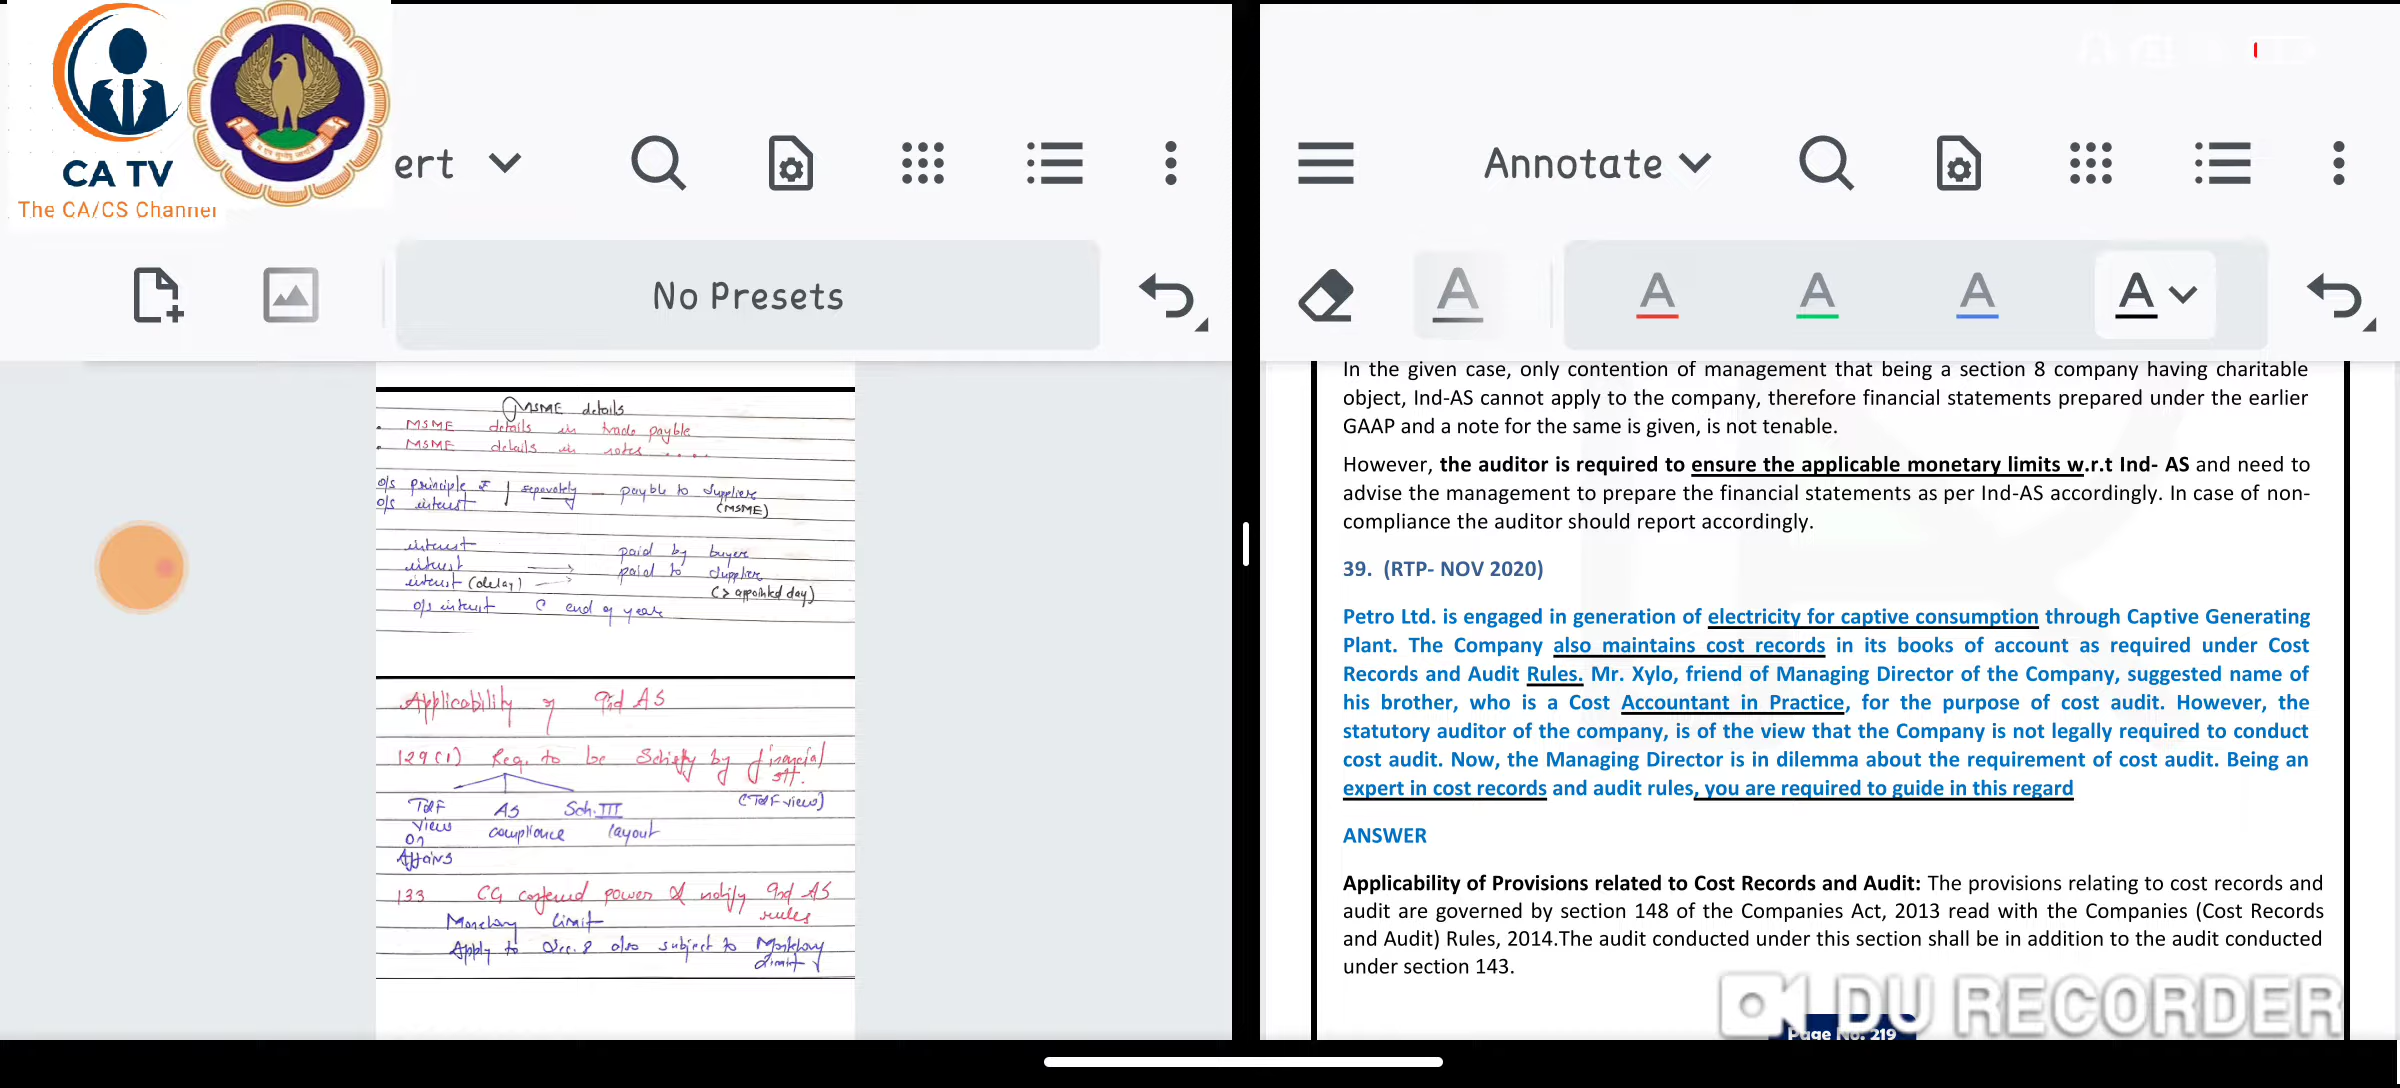 CA TV
The CA/CS Channel
ert
No Presets
MSME details
. MSME details in trade payble
. MSME details in notes ....
o/s principle & separately - payble to suppliers
o/s interest (MSME)
interest paid by buyers
interest paid to suppliers
interest (delay) (> appointed day)
o/s interest @ end of year
Applicability of Ind AS
129(1) Req. to be Satisfy by financial stt.
T&F AS Sch.III (T&F view)
View compliance layout
on
Affairs
133 CG conferred power & notify Ind AS rules
Monetary limit
Apply to Sec. 8 also subject to Monetary limit
Annotate
A
A A A A
In the given case, only contention of management that being a section 8 company having charitable
object, Ind-AS cannot apply to the company, therefore financial statements prepared under the earlier
GAAP and a note for the same is given, is not tenable.
However, the auditor is required to ensure the applicable monetary limits w.r.t Ind- AS and need to
advise the management to prepare the financial statements as per Ind-AS accordingly. In case of non-
compliance the auditor should report accordingly.
39. (RTP- NOV 2020)
Petro Ltd. is engaged in generation of electricity for captive consumption through Captive Generating
Plant. The Company also maintains cost records in its books of account as required under Cost
Records and Audit Rules. Mr. Xylo, friend of Managing Director of the Company, suggested name of
his brother, who is a Cost Accountant in Practice, for the purpose of cost audit. However, the
statutory auditor of the company, is of the view that the Company is not legally required to conduct
cost audit. Now, the Managing Director is in dilemma about the requirement of cost audit. Being an
expert in cost records and audit rules, you are required to guide in this regard
ANSWER
Applicability of Provisions related to Cost Records and Audit: The provisions relating to cost records and
audit are governed by section 148 of the Companies Act, 2013 read with the Companies (Cost Records
and Audit) Rules, 2014.The audit conducted under this section shall be in addition to the audit conducted
under section 143.
DU RECORDER
Page No. 219